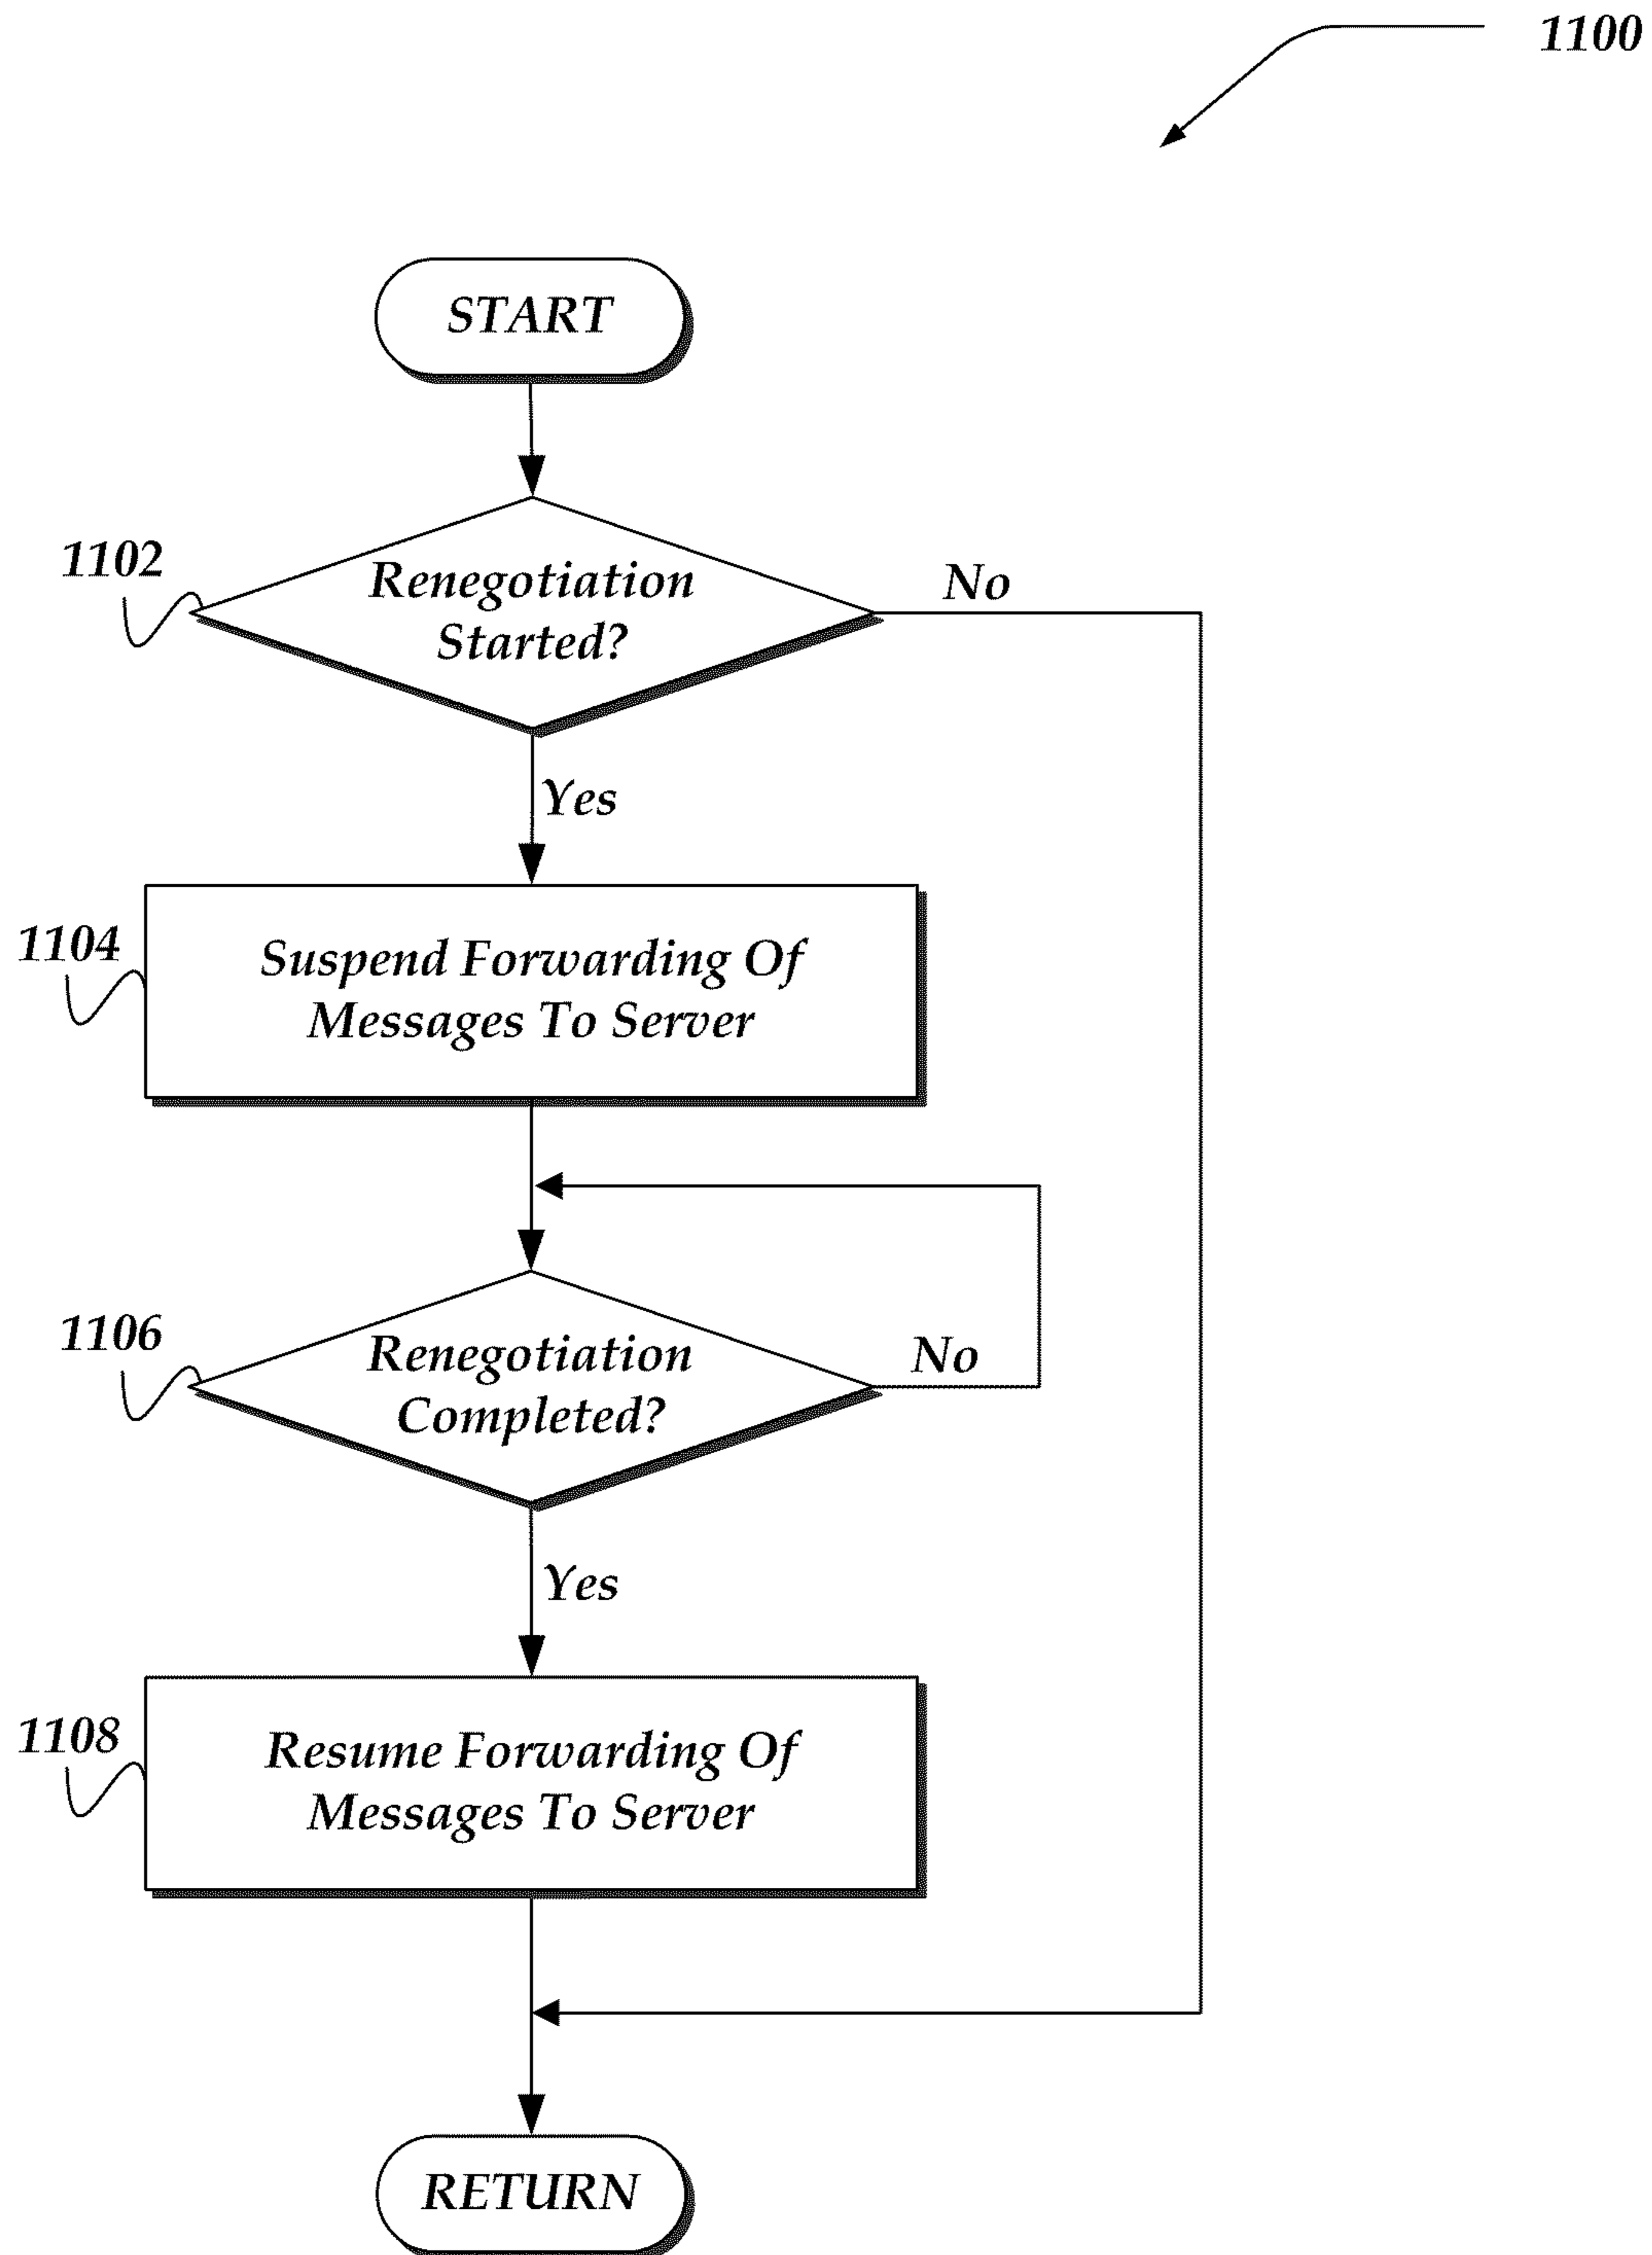 1100
START
1102
Renegotiation
Started?
No
Yes
1104
Suspend Forwarding Of
Messages To Server
1106
Renegotiation
Completed?
No
Yes
1108
Resume Forwarding Of
Messages To Server
RETURN